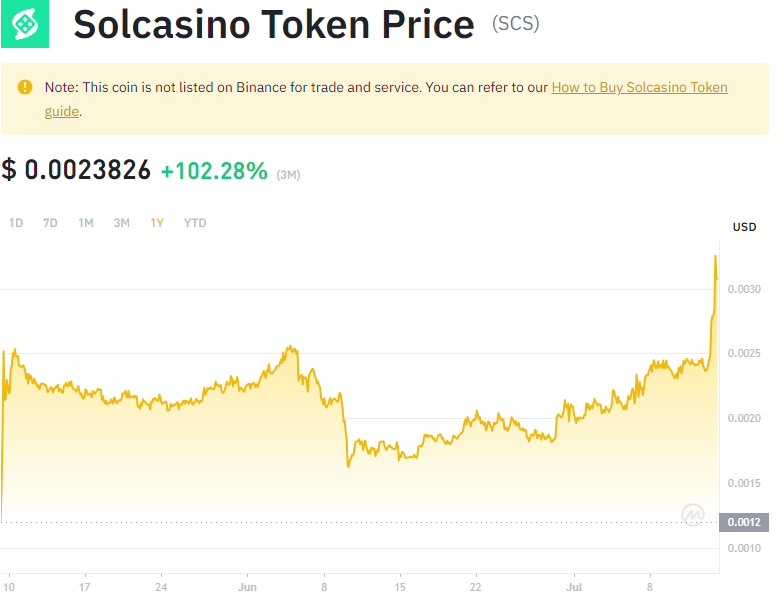 Solcasino Token Price (SCS)
Note: This coin is not listed on Binance for trade and service. You can refer to our How to Buy Solcasino Token
guide.
$ 0.0023826 +102.28% (3M)
1D 7D 1M 3M 1Y YTD
USD
0.0030
0.0025
0.0020
0.0015
0.0012
0.0010
10 17 24 Jun 8 15 22 Jul 8